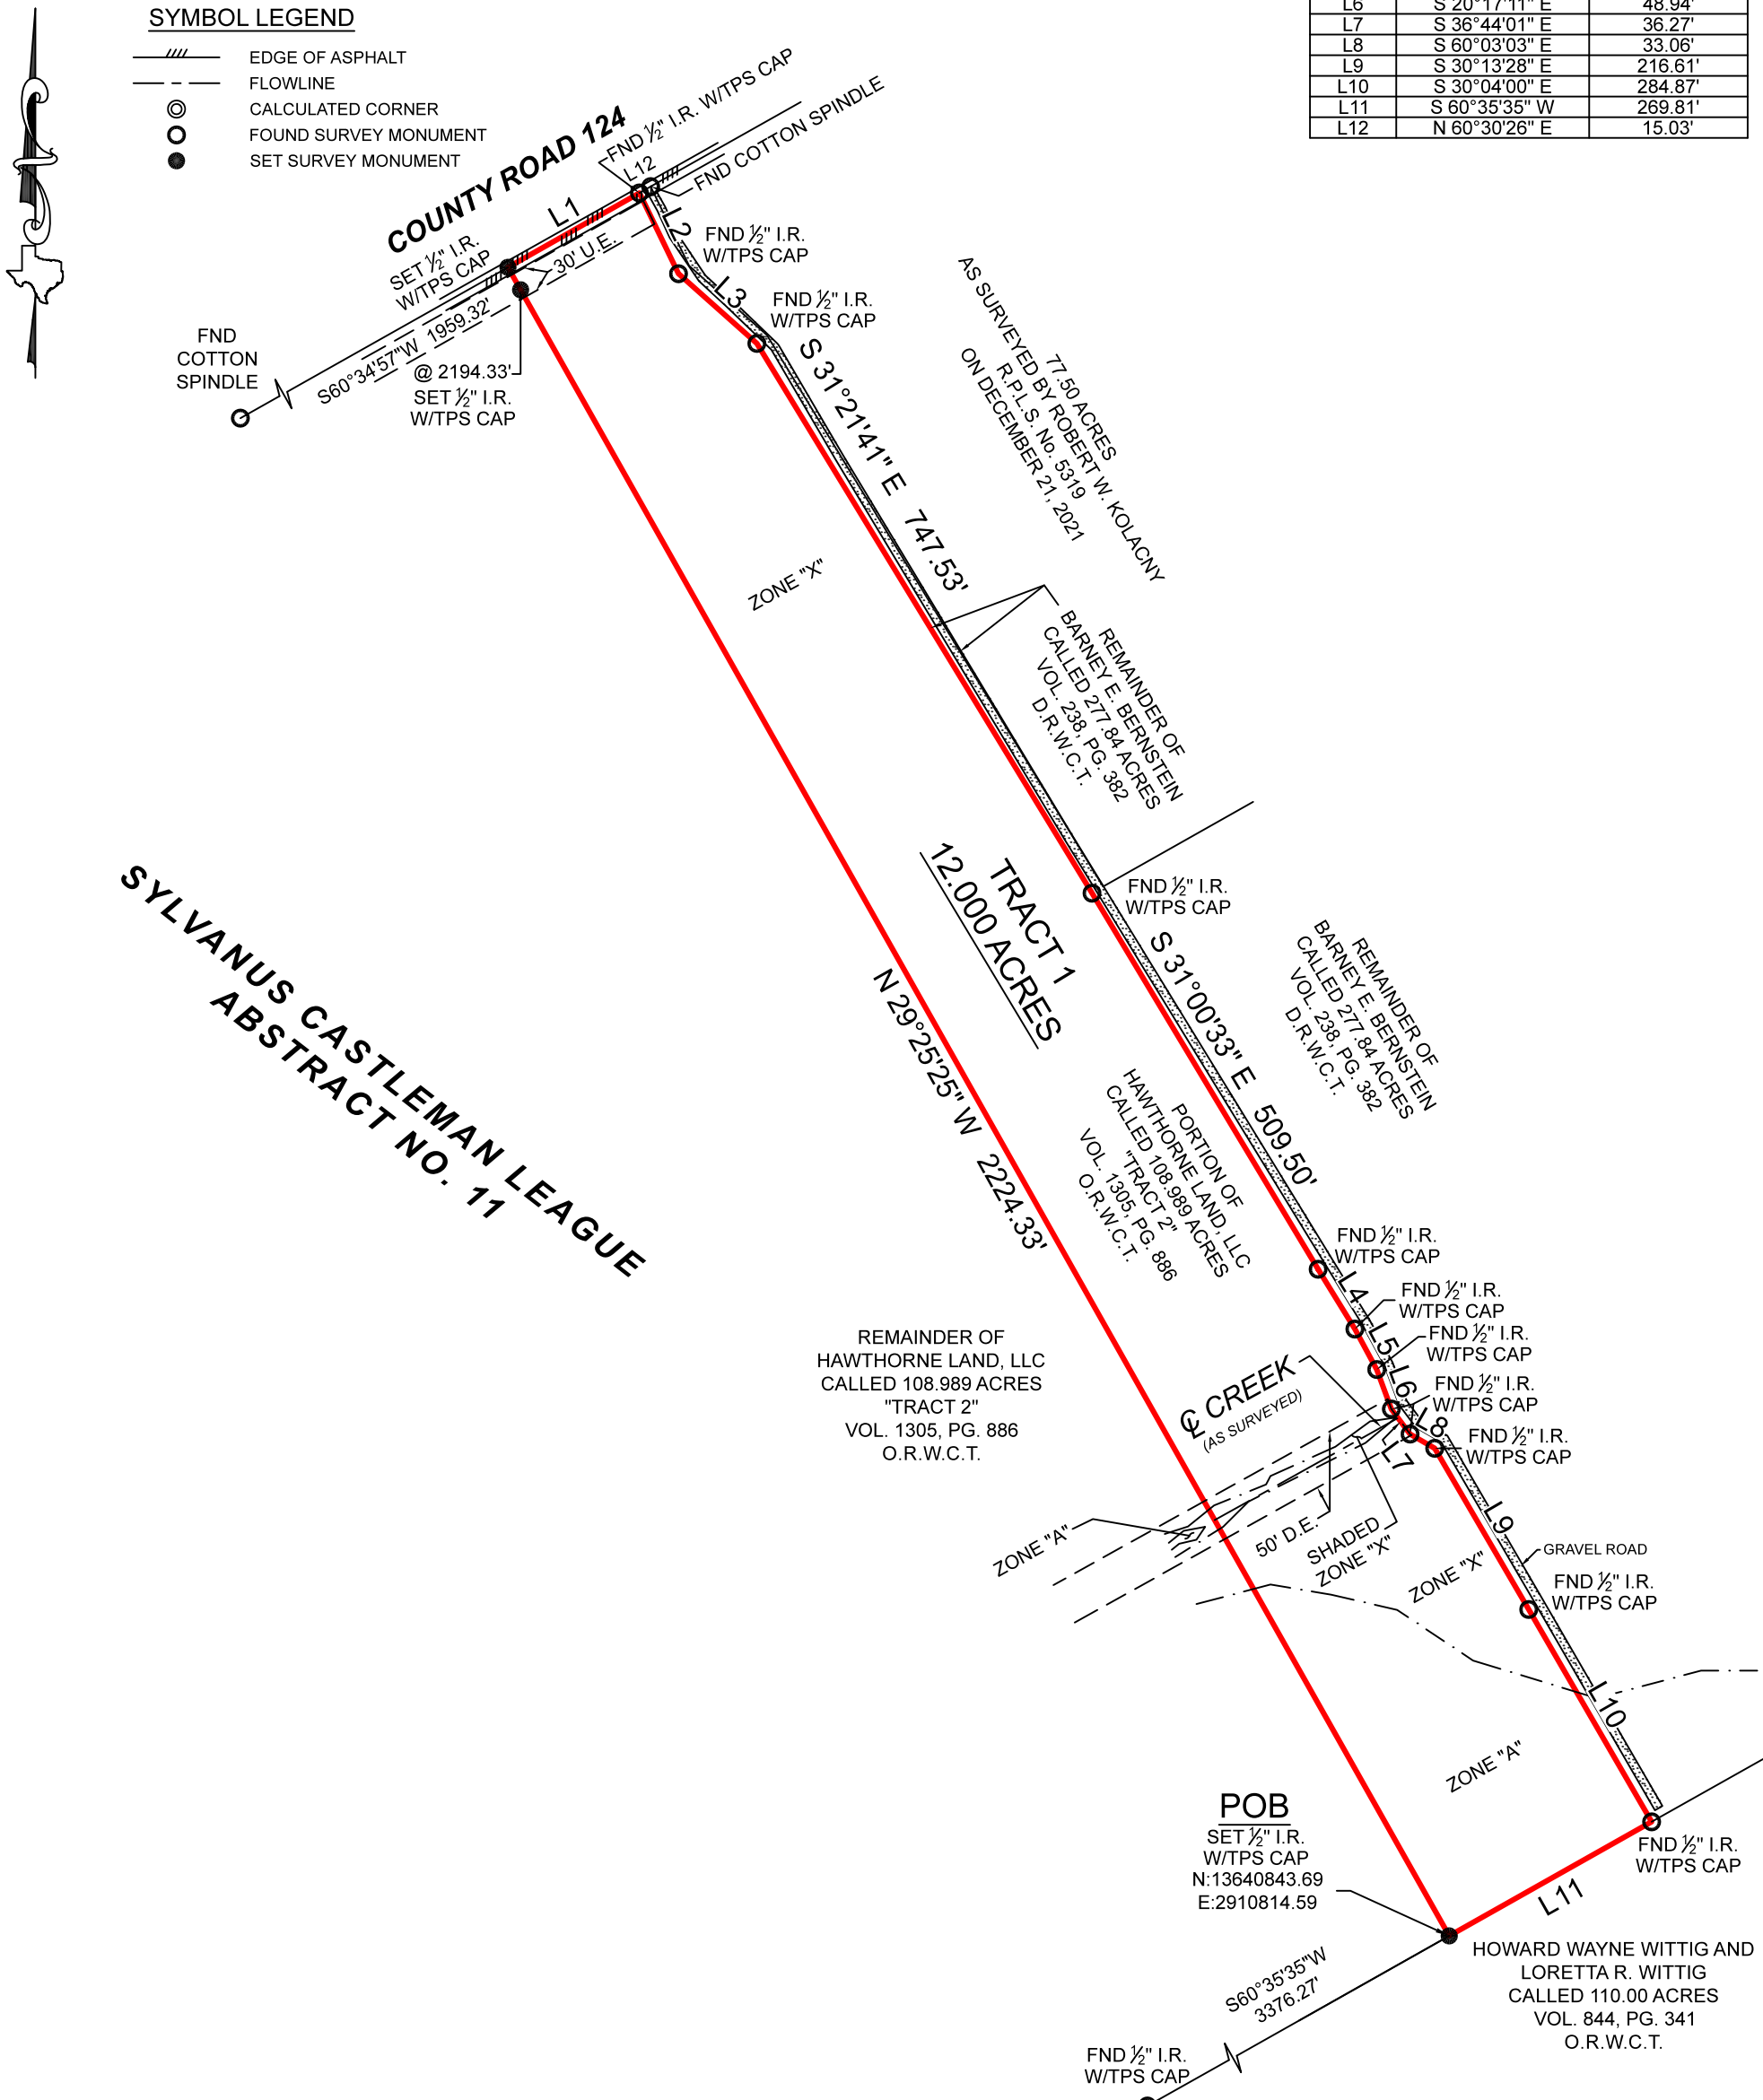 SYMBOL LEGEND
EDGE OF ASPHALT
FLOWLINE
CALCULATED CORNER
FOUND SURVEY MONUMENT
SET SURVEY MONUMENT
L6 S 20°17'11" E 48.94'
L7 S 36°44'01" E 36.27'
L8 S 60°03'03" E 33.06'
L9 S 30°13'28" E 216.61'
L10 S 30°04'00" E 284.87'
L11 S 60°35'35" W 269.81'
L12 N 60°30'26" E 15.03'
COUNTY ROAD 124
FND ½" I.R. W/TPS CAP
L12
FND COTTON SPINDLE
L1
SET ½" I.R.
W/TPS CAP
30' U.E.
L2
FND ½" I.R.
W/TPS CAP
L3
FND ½" I.R.
W/TPS CAP
FND
COTTON
SPINDLE
S60°34'57"W 1959.32'
@ 2194.33'
SET ½" I.R.
W/TPS CAP
77.50 ACRES
AS SURVEYED BY ROBERT W. KOLACNY
R.P.L.S. No. 5319
ON DECEMBER 21, 2021
S 31°21'41" E 747.53'
ZONE "X"
REMAINDER OF
BARNEY E. BERNSTEIN
CALLED 277.84 ACRES
VOL. 238, PG. 382
D.R.W.C.T.
TRACT 1
12.000 ACRES
FND ½" I.R.
W/TPS CAP
SYLVANUS CASTLEMAN LEAGUE
ABSTRACT NO. 11
N 29°25'25" W 2224.33'
S 31°00'33" E 509.50'
REMAINDER OF
BARNEY E. BERNSTEIN
CALLED 277.84 ACRES
VOL. 238, PG. 382
D.R.W.C.T.
PORTION OF
HAWTHORNE LAND, LLC
CALLED 108.989 ACRES
"TRACT 2"
VOL. 1305, PG. 886
O.R.W.C.T.
FND ½" I.R.
W/TPS CAP
L4
FND ½" I.R.
W/TPS CAP
L5
FND ½" I.R.
W/TPS CAP
L6
FND ½" I.R.
W/TPS CAP
L8
L7
FND ½" I.R.
W/TPS CAP
REMAINDER OF
HAWTHORNE LAND, LLC
CALLED 108.989 ACRES
"TRACT 2"
VOL. 1305, PG. 886
O.R.W.C.T.
℄ CREEK
(AS SURVEYED)
ZONE "A"
50' D.E.
SHADED
ZONE "X"
ZONE "X"
L9
GRAVEL ROAD
FND ½" I.R.
W/TPS CAP
L10
ZONE "A"
POB
SET ½" I.R.
W/TPS CAP
N:13640843.69
E:2910814.59
FND ½" I.R.
W/TPS CAP
L11
HOWARD WAYNE WITTIG AND
LORETTA R. WITTIG
CALLED 110.00 ACRES
VOL. 844, PG. 341
O.R.W.C.T.
S60°35'35"W
3376.27'
FND ½" I.R.
W/TPS CAP